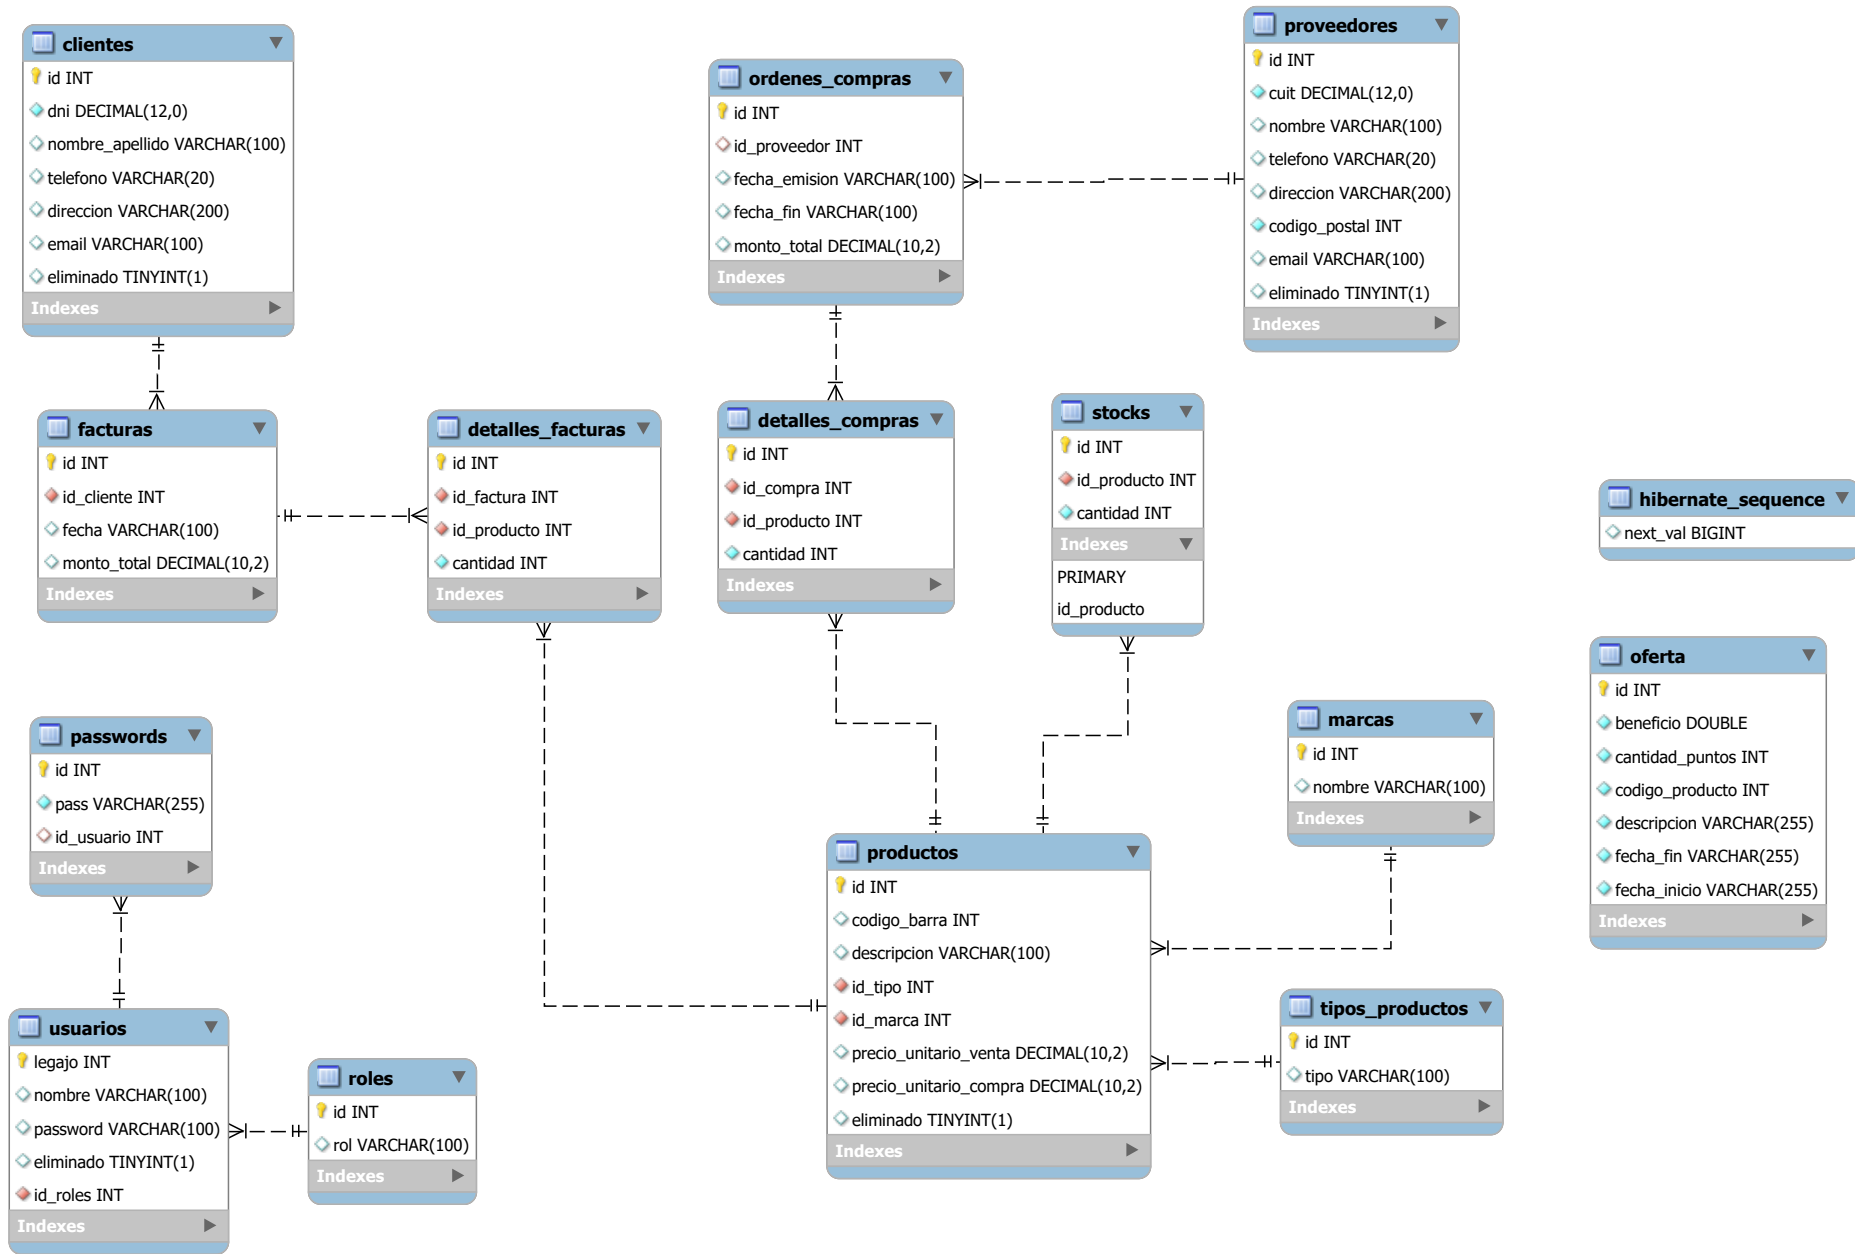 clientes
id INT
dni DECIMAL(12,0)
nombre_apellido VARCHAR(100)
telefono VARCHAR(20)
direccion VARCHAR(200)
email VARCHAR(100)
eliminado TINYINT(1)
Indexes
ordenes_compras
id INT
id_proveedor INT
fecha_emision VARCHAR(100)
fecha_fin VARCHAR(100)
monto_total DECIMAL(10,2)
Indexes
proveedores
id INT
cuit DECIMAL(12,0)
nombre VARCHAR(100)
telefono VARCHAR(20)
direccion VARCHAR(200)
codigo_postal INT
email VARCHAR(100)
eliminado TINYINT(1)
Indexes
facturas
id INT
id_cliente INT
fecha VARCHAR(100)
monto_total DECIMAL(10,2)
Indexes
detalles_facturas
id INT
id_factura INT
id_producto INT
cantidad INT
Indexes
detalles_compras
id INT
id_compra INT
id_producto INT
cantidad INT
Indexes
stocks
id INT
id_producto INT
cantidad INT
Indexes
PRIMARY
id_producto
hibernate_sequence
next_val BIGINT
oferta
id INT
beneficio DOUBLE
cantidad_puntos INT
codigo_producto INT
descripcion VARCHAR(255)
fecha_fin VARCHAR(255)
fecha_inicio VARCHAR(255)
Indexes
passwords
id INT
pass VARCHAR(255)
id_usuario INT
Indexes
marcas
id INT
nombre VARCHAR(100)
Indexes
productos
id INT
codigo_barra INT
descripcion VARCHAR(100)
id_tipo INT
id_marca INT
precio_unitario_venta DECIMAL(10,2)
precio_unitario_compra DECIMAL(10,2)
eliminado TINYINT(1)
Indexes
tipos_productos
id INT
tipo VARCHAR(100)
Indexes
usuarios
legajo INT
nombre VARCHAR(100)
password VARCHAR(100)
eliminado TINYINT(1)
id_roles INT
Indexes
roles
id INT
rol VARCHAR(100)
Indexes